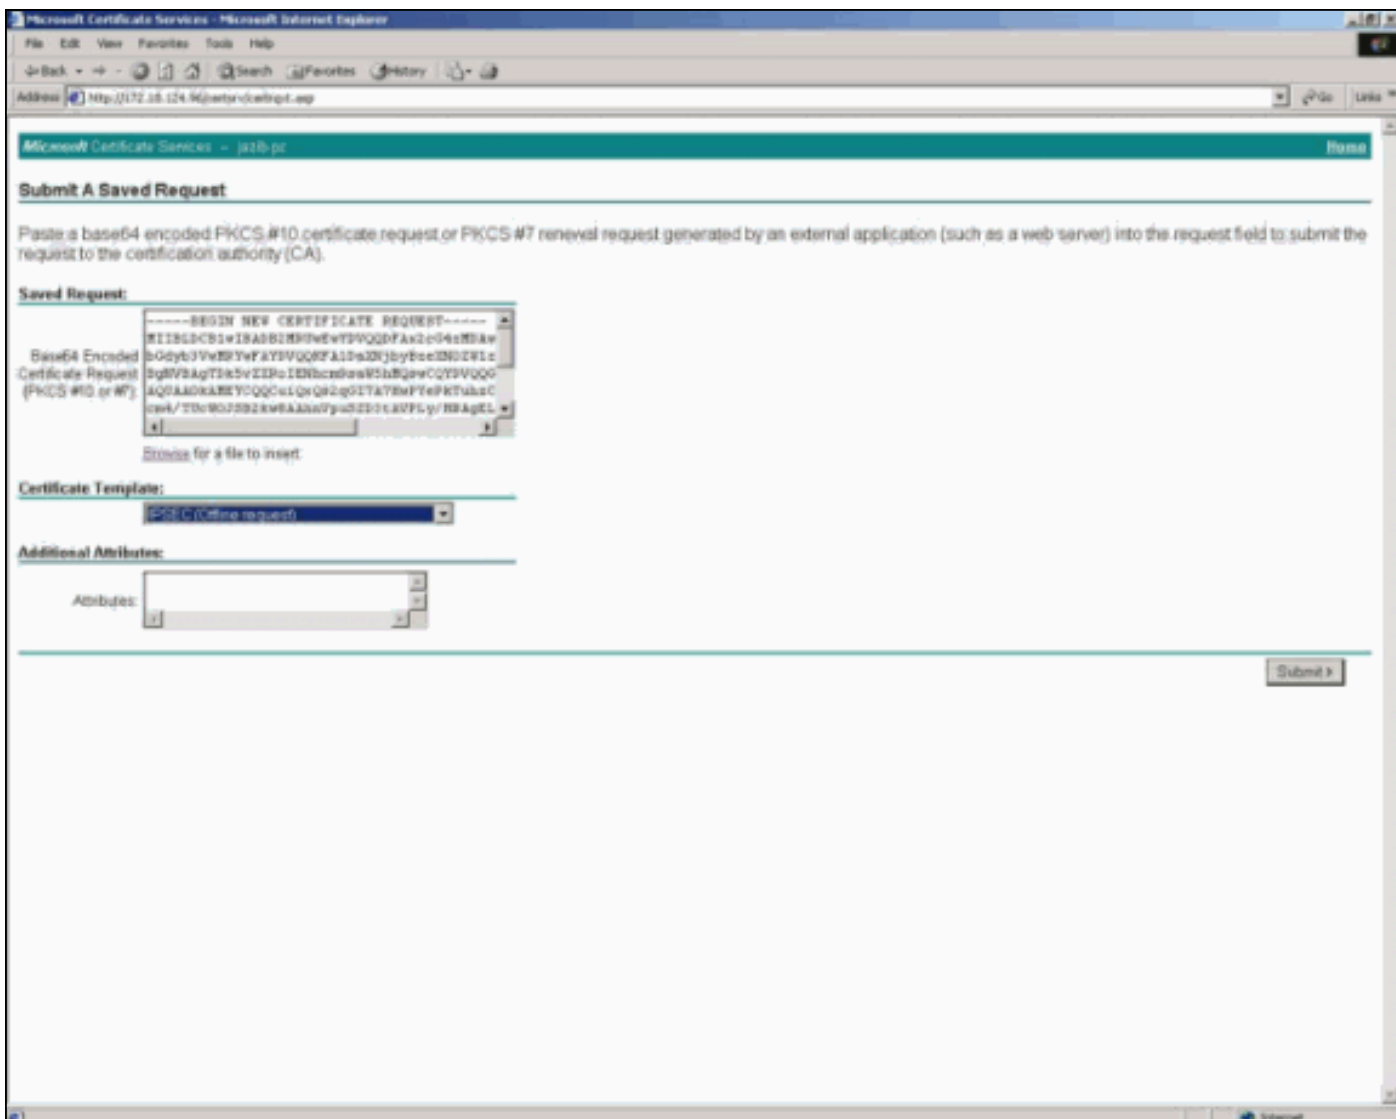 Microsoft Certificate Services - Microsoft Internet Explorer
File Edit View Favorites Tools Help
Back Search Favorites History
Address Go Links
Microsoft Certificate Services -- jazib-pc Home
Submit A Saved Request
Paste a base64 encoded PKCS #10 certificate request or PKCS #7 renewal request generated by an external application (such as a web server) into the request field to submit the
request to the certification authority (CA).
Saved Request:
Base64 Encoded
Certificate Request
(PKCS #10 or #7):
-----BEGIN NEW CERTIFICATE REQUEST-----
Browse for a file to insert.
Certificate Template:
IPSEC (Offline request)
Additional Attributes:
Attributes:
Submit >
Internet